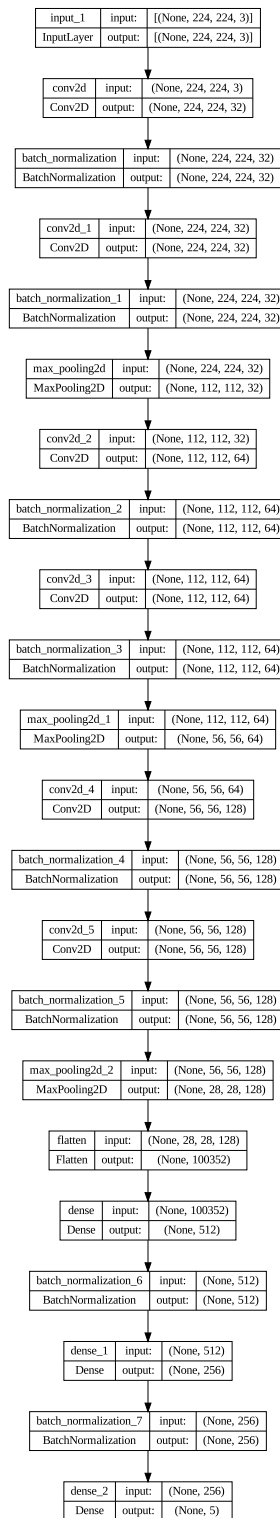 input_1 input: [(None, 224, 224, 3)]
InputLayer output: [(None, 224, 224, 3)]
conv2d input: (None, 224, 224, 3)
Conv2D output: (None, 224, 224, 32)
batch_normalization input: (None, 224, 224, 32)
BatchNormalization output: (None, 224, 224, 32)
conv2d_1 input: (None, 224, 224, 32)
Conv2D output: (None, 224, 224, 32)
batch_normalization_1 input: (None, 224, 224, 32)
BatchNormalization output: (None, 224, 224, 32)
max_pooling2d input: (None, 224, 224, 32)
MaxPooling2D output: (None, 112, 112, 32)
conv2d_2 input: (None, 112, 112, 32)
Conv2D output: (None, 112, 112, 64)
batch_normalization_2 input: (None, 112, 112, 64)
BatchNormalization output: (None, 112, 112, 64)
conv2d_3 input: (None, 112, 112, 64)
Conv2D output: (None, 112, 112, 64)
batch_normalization_3 input: (None, 112, 112, 64)
BatchNormalization output: (None, 112, 112, 64)
max_pooling2d_1 input: (None, 112, 112, 64)
MaxPooling2D output: (None, 56, 56, 64)
conv2d_4 input: (None, 56, 56, 64)
Conv2D output: (None, 56, 56, 128)
batch_normalization_4 input: (None, 56, 56, 128)
BatchNormalization output: (None, 56, 56, 128)
conv2d_5 input: (None, 56, 56, 128)
Conv2D output: (None, 56, 56, 128)
batch_normalization_5 input: (None, 56, 56, 128)
BatchNormalization output: (None, 56, 56, 128)
max_pooling2d_2 input: (None, 56, 56, 128)
MaxPooling2D output: (None, 28, 28, 128)
flatten input: (None, 28, 28, 128)
Flatten output: (None, 100352)
dense input: (None, 100352)
Dense output: (None, 512)
batch_normalization_6 input: (None, 512)
BatchNormalization output: (None, 512)
dense_1 input: (None, 512)
Dense output: (None, 256)
batch_normalization_7 input: (None, 256)
BatchNormalization output: (None, 256)
dense_2 input: (None, 256)
Dense output: (None, 5)